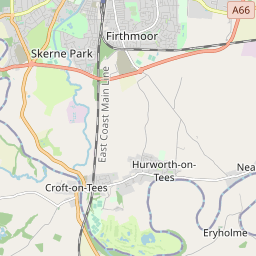 A66
Firthmoor
Skerne Park
East Coast Main Line
Hurworth-on-
Tees
Nea
Croft-on-Tees
Eryholme